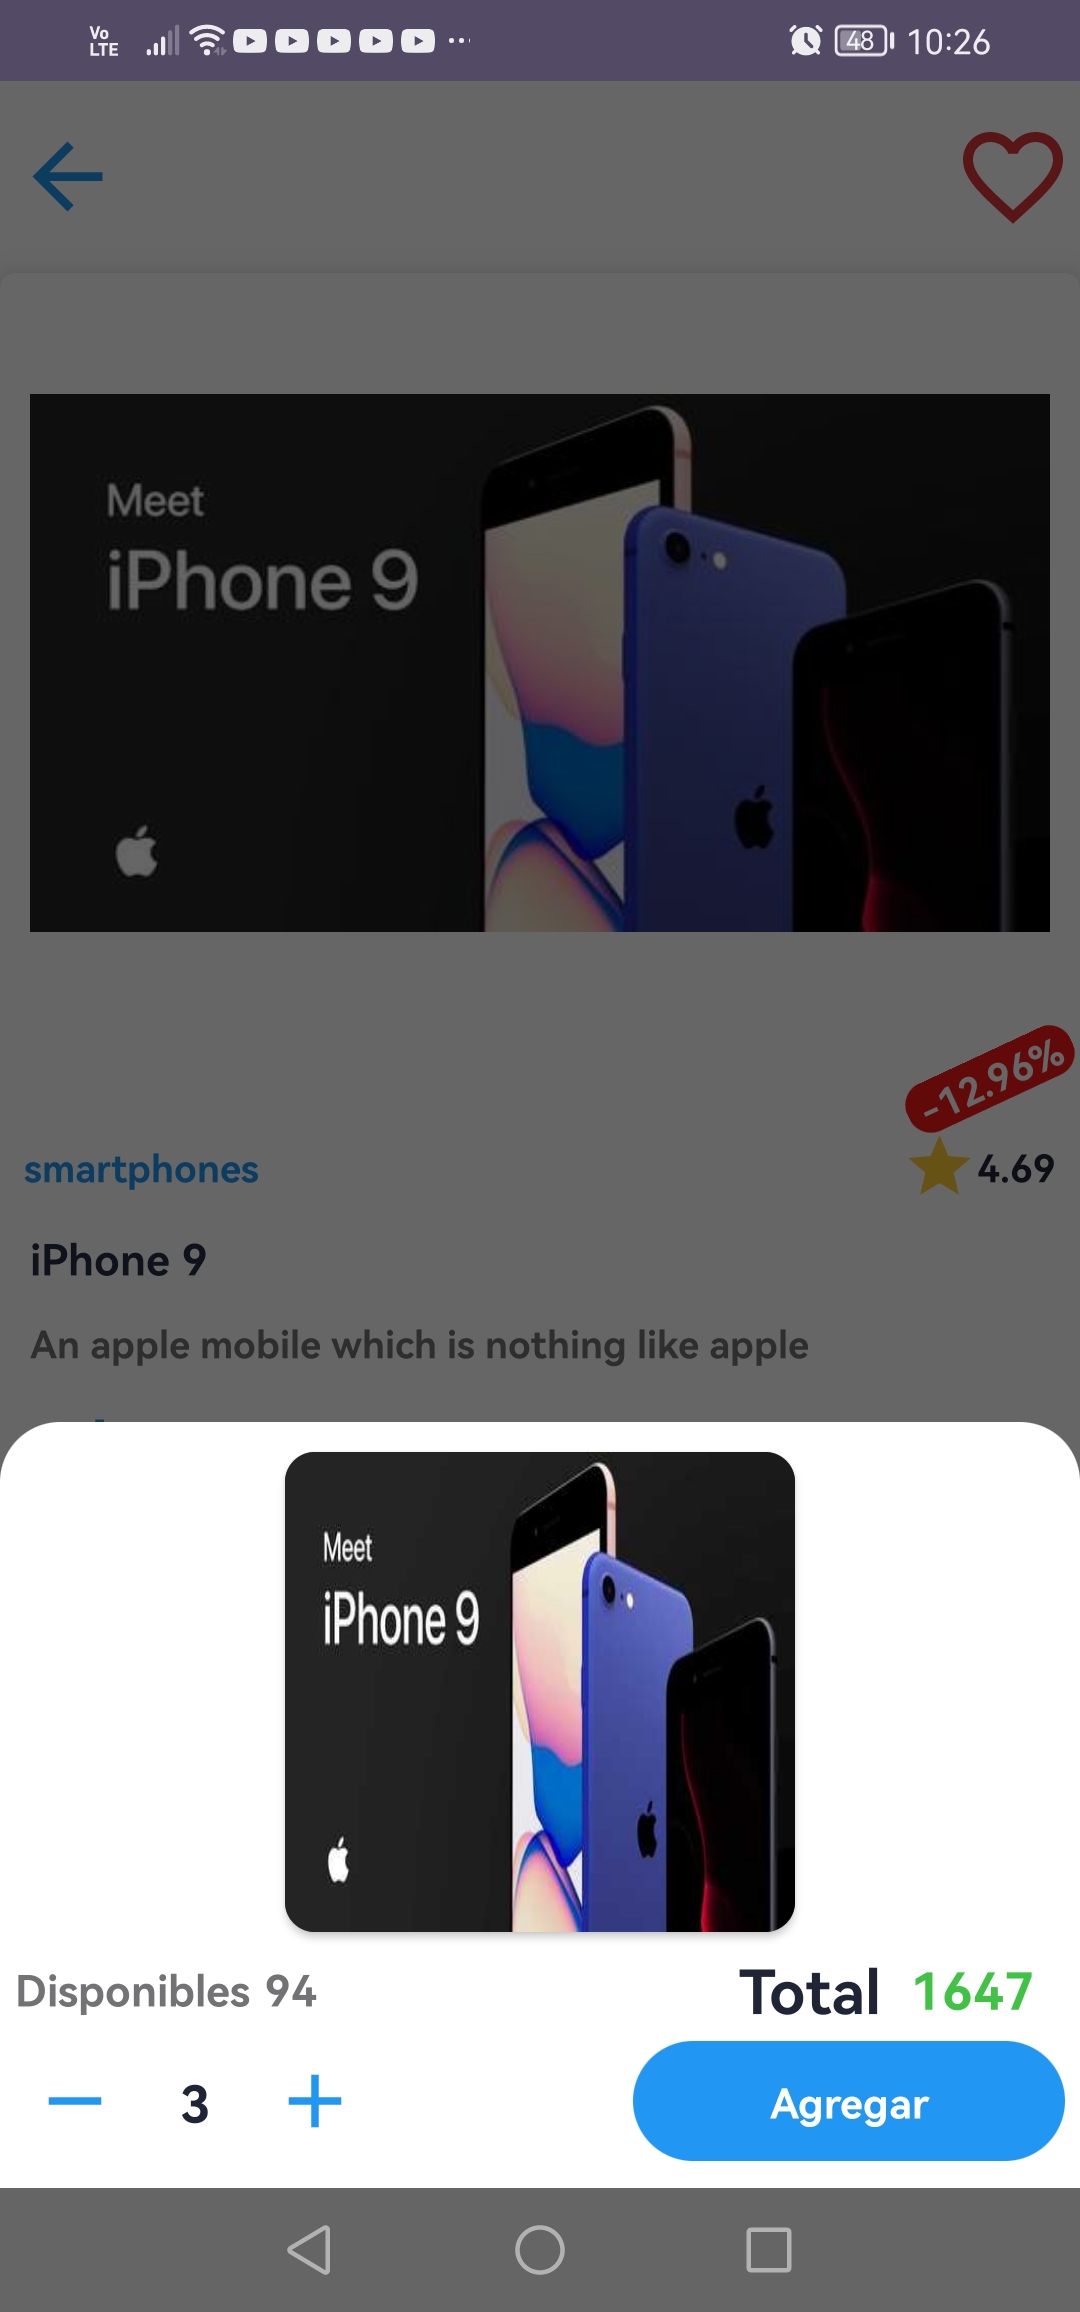 Vo
LTE
48
10:26
Meet
iPhone 9
-12.96%
smartphones
4.69
iPhone 9
An apple mobile which is nothing like apple
Meet
iPhone 9
Disponibles 94
Total 1647
3
Agregar